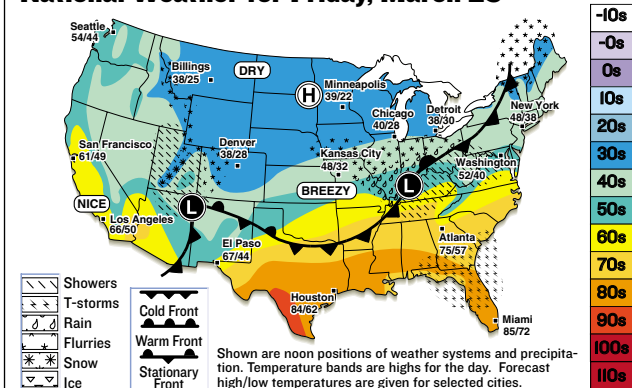 National Weather for Friday, March 28
Seattle
54/44
Billings
38/25
DRY
H
Minneapolis
39/22
Chicago
40/28
Detroit
38/30
New York
48/38
San Francisco
61/49
Denver
38/28
Kansas City
48/32
Washington
52/40
BREEZY
L
L
NICE
Los Angeles
66/50
El Paso
67/44
Atlanta
75/57
Houston
84/62
Miami
85/72
Showers
T-storms
Rain
Flurries
Snow
Ice
Cold Front
Warm Front
Stationary
Front
Shown are noon positions of weather systems and precipita-
tion. Temperature bands are highs for the day. Forecast
high/low temperatures are given for selected cities.
-10s
-0s
0s
10s
20s
30s
40s
50s
60s
70s
80s
90s
100s
110s